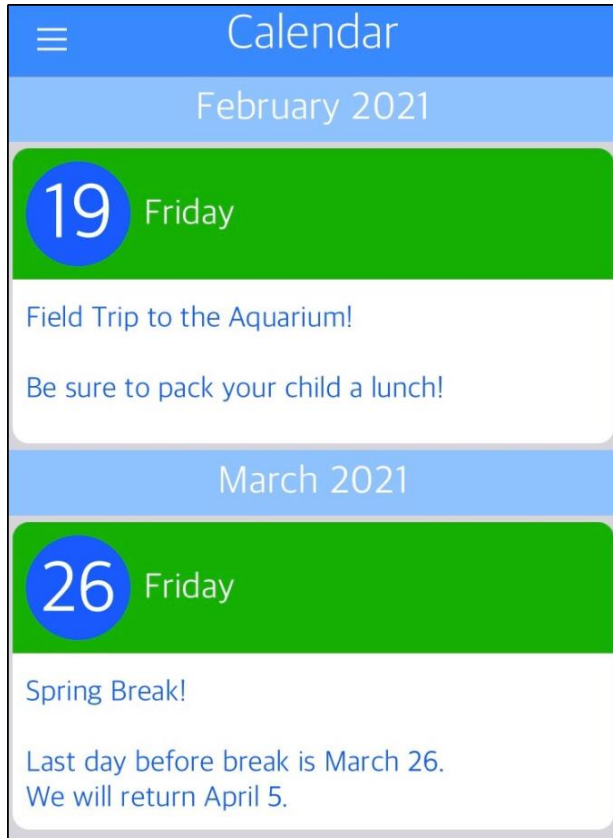 Calendar
February 2021
19 Friday
Field Trip to the Aquarium!
Be sure to pack your child a lunch!
March 2021
26 Friday
Spring Break!
Last day before break is March 26.
We will return April 5.